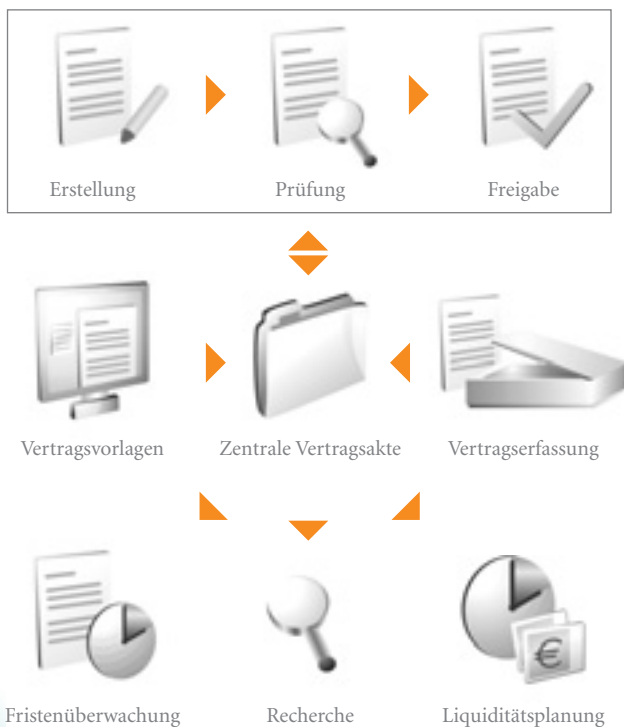 Erstellung
Prüfung
Freigabe
Vertragsvorlagen
Zentrale Vertragsakte
Vertragserfassung
€
Fristenüberwachung
Recherche
Liquiditätsplanung